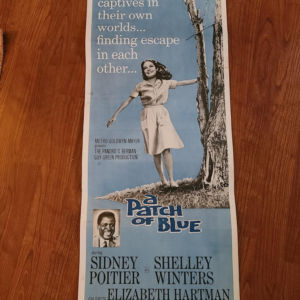 captives in
their own
worlds...
finding escape
in each
other...
METRO-GOLDWYN-MAYER
presents
THE PANDRO S. BERMAN-
GUY GREEN PRODUCTION
a
PATCH
OF BLUE
starring
SIDNEY SHELLEY
POITIER WINTERS
ELIZABETH HARTMAN